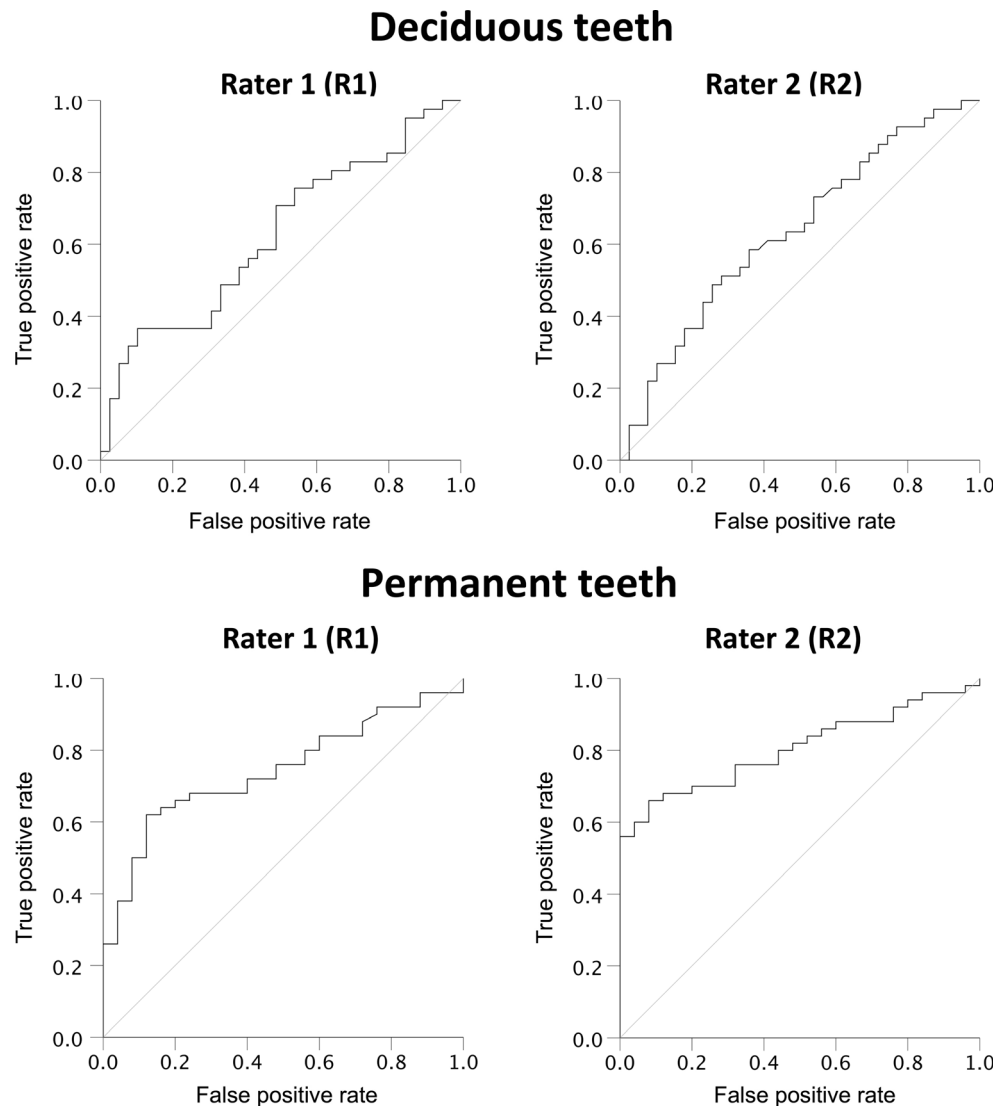 Deciduous teeth
Rater 1 (R1)
1.0
0.8
0.6
0.4
0.2
0.0
True positive rate
0.0 0.2 0.4 0.6 0.8 1.0
False positive rate
Rater 2 (R2)
1.0
0.8
0.6
0.4
0.2
0.0
True positive rate
0.0 0.2 0.4 0.6 0.8 1.0
False positive rate
Permanent teeth
Rater 1 (R1)
1.0
0.8
0.6
0.4
0.2
0.0
True positive rate
0.0 0.2 0.4 0.6 0.8 1.0
False positive rate
Rater 2 (R2)
1.0
0.8
0.6
0.4
0.2
0.0
True positive rate
0.0 0.2 0.4 0.6 0.8 1.0
False positive rate